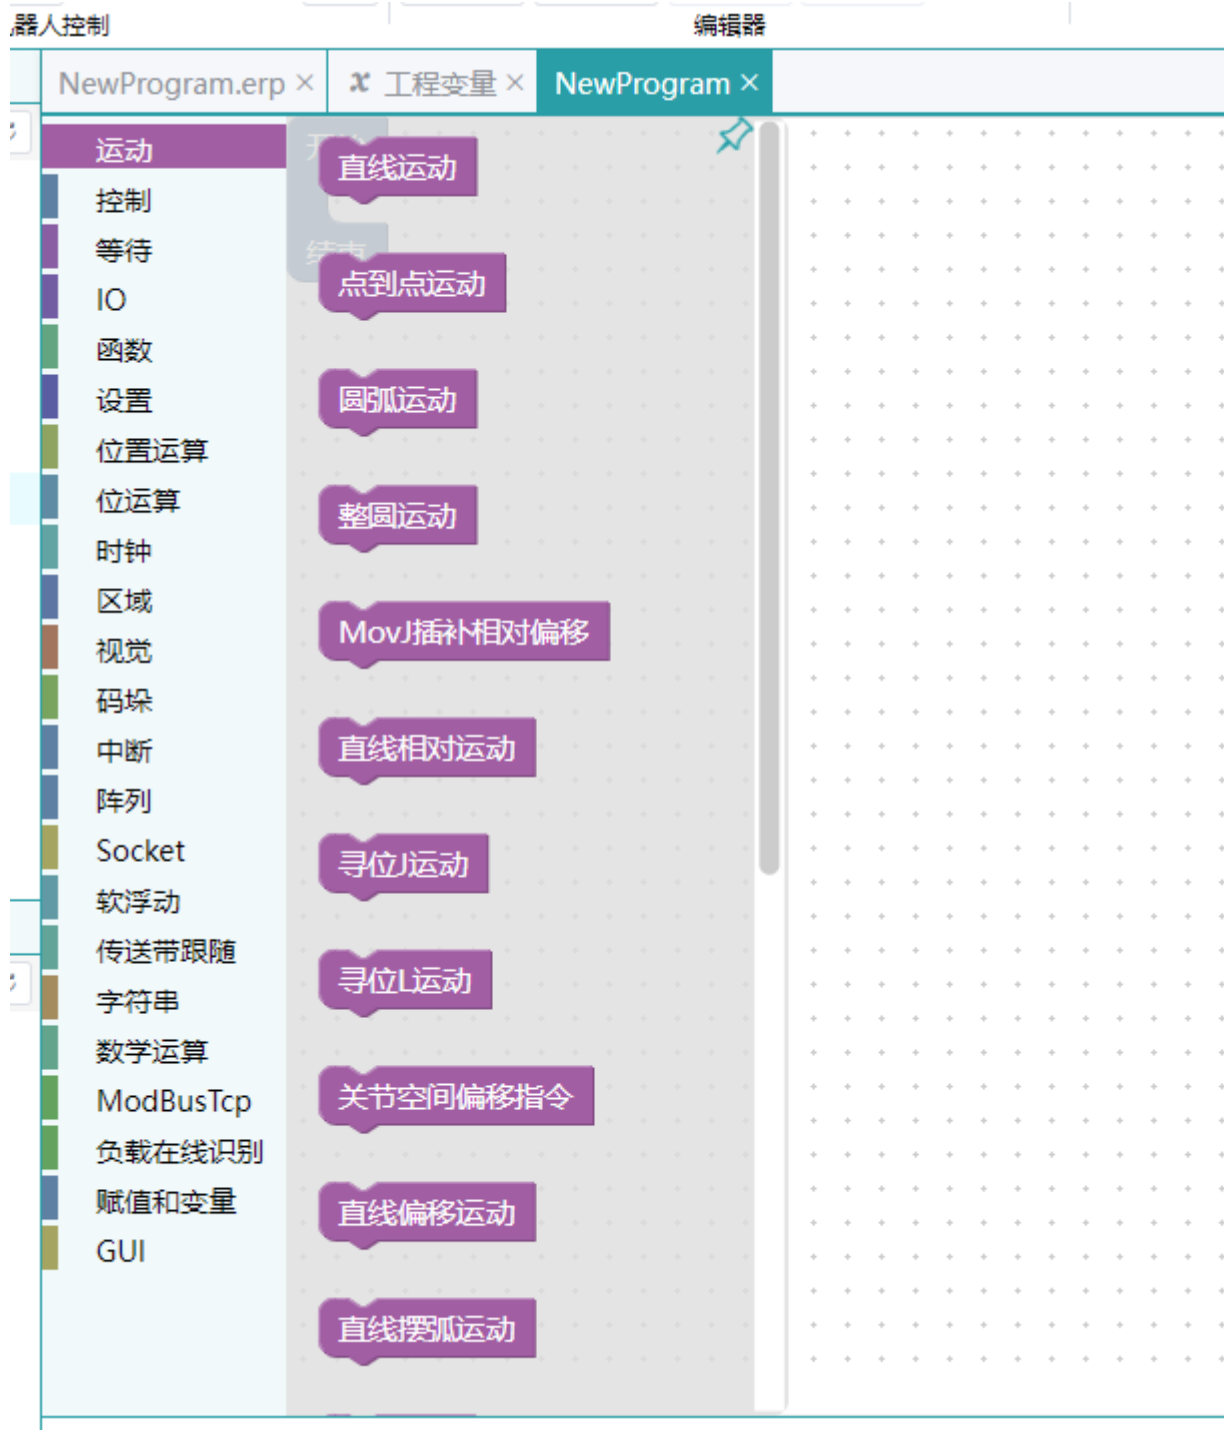 器人控制
编辑器
NewProgram.erp ×
x 工程变量 ×
NewProgram ×
运动
控制
等待
IO
函数
设置
位置运算
位运算
时钟
区域
视觉
码垛
中断
阵列
Socket
软浮动
传送带跟随
字符串
数学运算
ModBusTcp
负载在线识别
赋值和变量
GUI
直线运动
结束
点到点运动
圆弧运动
整圆运动
MovJ插补相对偏移
直线相对运动
寻位J运动
寻位L运动
关节空间偏移指令
直线偏移运动
直线摆弧运动